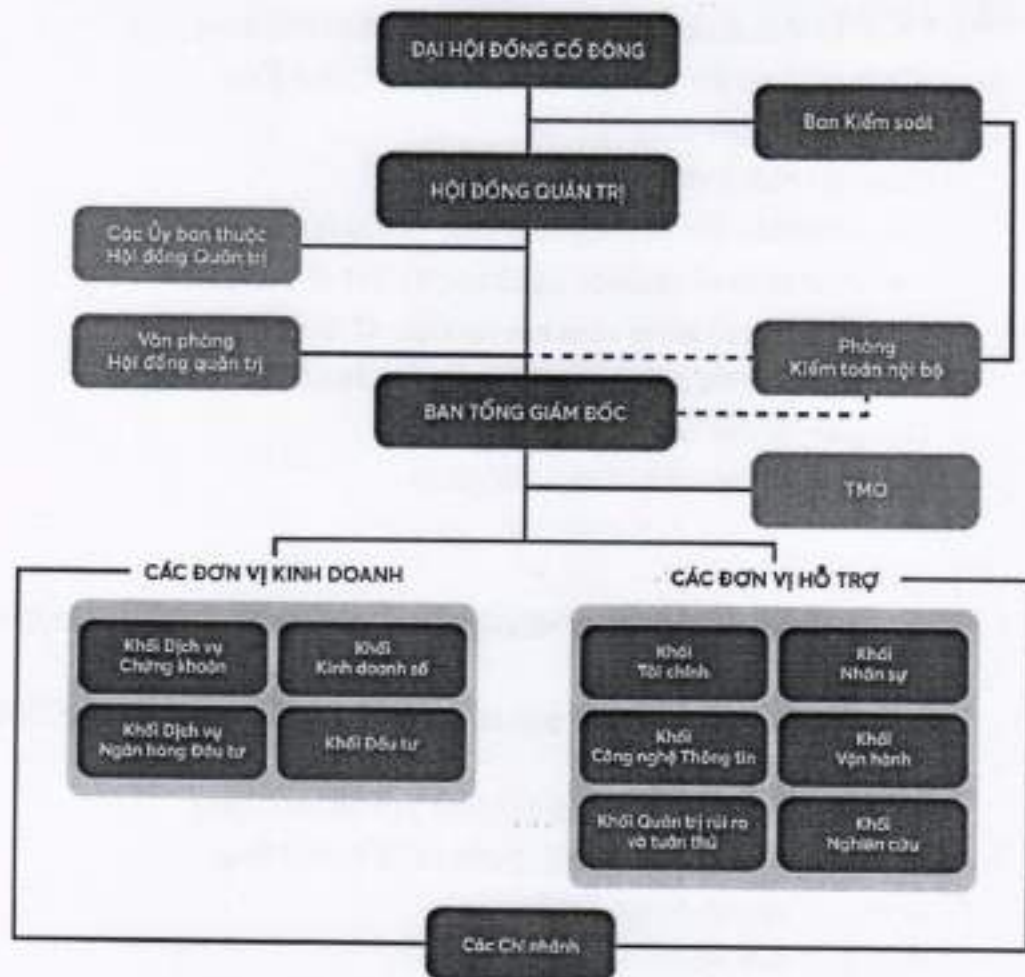 ĐẠI HỘI ĐỒNG CỔ ĐÔNG
Ban Kiểm soát
HỘI ĐỒNG QUẢN TRỊ
Các Ủy ban thuộc
Hội đồng Quản trị
Văn phòng
Hội đồng quản trị
Phòng
Kiểm toán nội bộ
BAN TỔNG GIÁM ĐỐC
TMO
CÁC ĐƠN VỊ KINH DOANH
Khối Dịch vụ
Chứng khoán
Khối
Kinh doanh số
Khối Dịch vụ
Ngân hàng Đầu tư
Khối Đầu tư
CÁC ĐƠN VỊ HỖ TRỢ
Khối
Tài chính
Khối
Nhân sự
Khối
Công nghệ Thông tin
Khối
Vận hành
Khối Quản trị rủi ro
và tuân thủ
Khối
Nghiên cứu
Các Chi nhánh